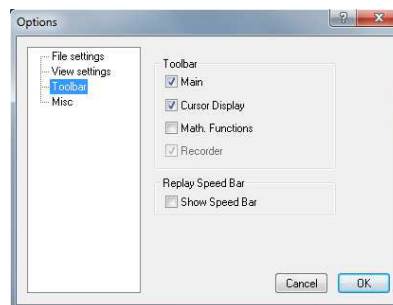 Options
File settings
View settings
Toolbar
Misc
Toolbar
Main
Cursor Display
Math. Functions
Recorder
Replay Speed Bar
Show Speed Bar
Cancel
OK